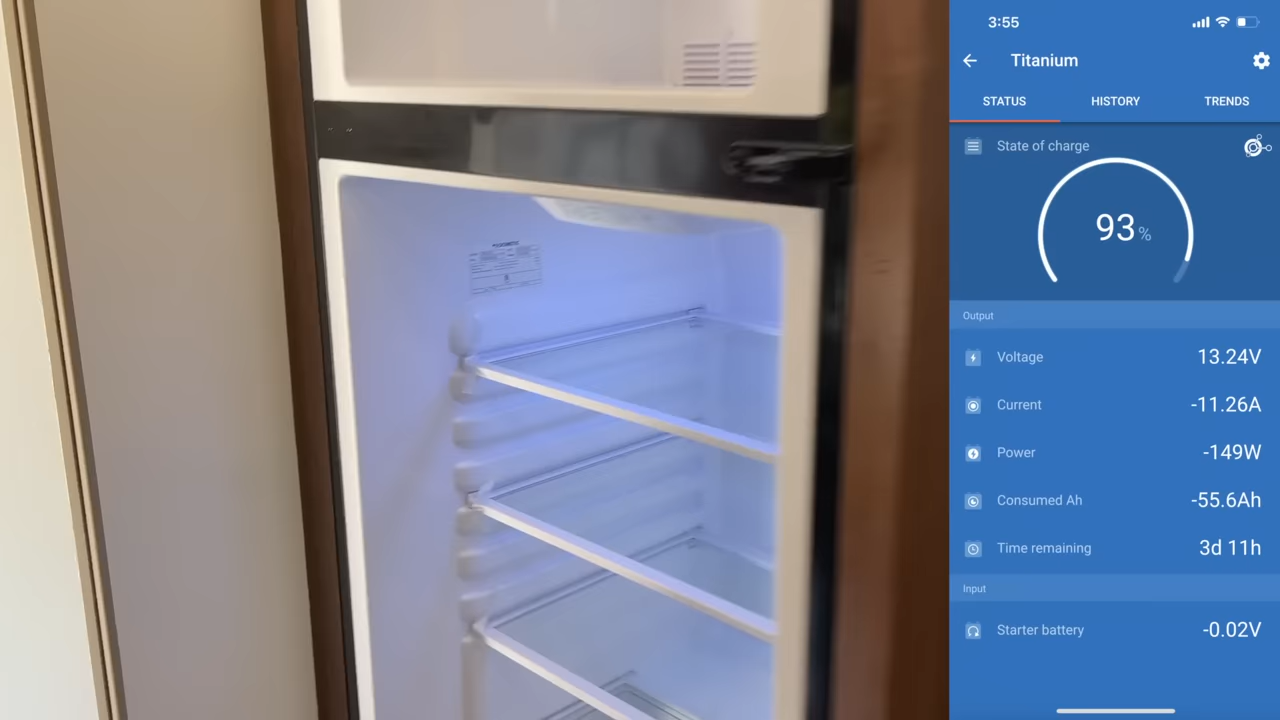 3:55
Titanium
STATUS HISTORY TRENDS
State of charge
93%
Output
Voltage 13.24V
Current -11.26A
Power -149W
Consumed Ah -55.6Ah
Time remaining 3d 11h
Input
Starter battery -0.02V